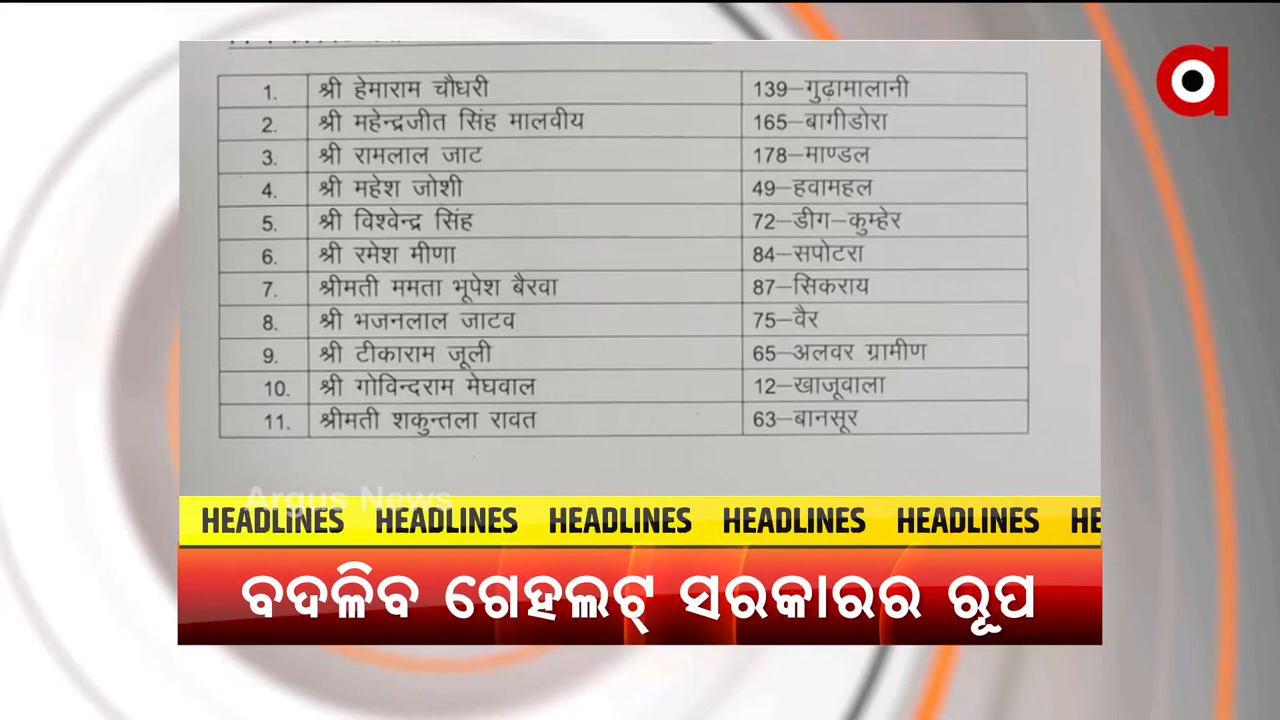 1. श्री हेमाराम चौधरी 139–गुढ़ामालानी
2. श्री महेन्द्रजीत सिंह मालवीय 165–बागीडोरा
3. श्री रामलाल जाट 178–माण्डल
4. श्री महेश जोशी 49–हवामहल
5. श्री विश्वेन्द्र सिंह 72–डीग–कुम्हेर
6. श्री रमेश मीणा 84–सपोटरा
7. श्रीमती ममता भूपेश बैरवा 87–सिकराय
8. श्री भजनलाल जाटव 75–वैर
9. श्री टीकाराम जूली 65–अलवर ग्रामीण
10. श्री गोविन्दराम मेघवाल 12–खाजूवाला
11. श्रीमती शकुन्तला रावत 63–बानसूर
Argus News
HEADLINES HEADLINES HEADLINES HEADLINES HEADLINES HE
ବଦଳିବ ଗେହଲଟ୍ ସରକାରର ରୂପ